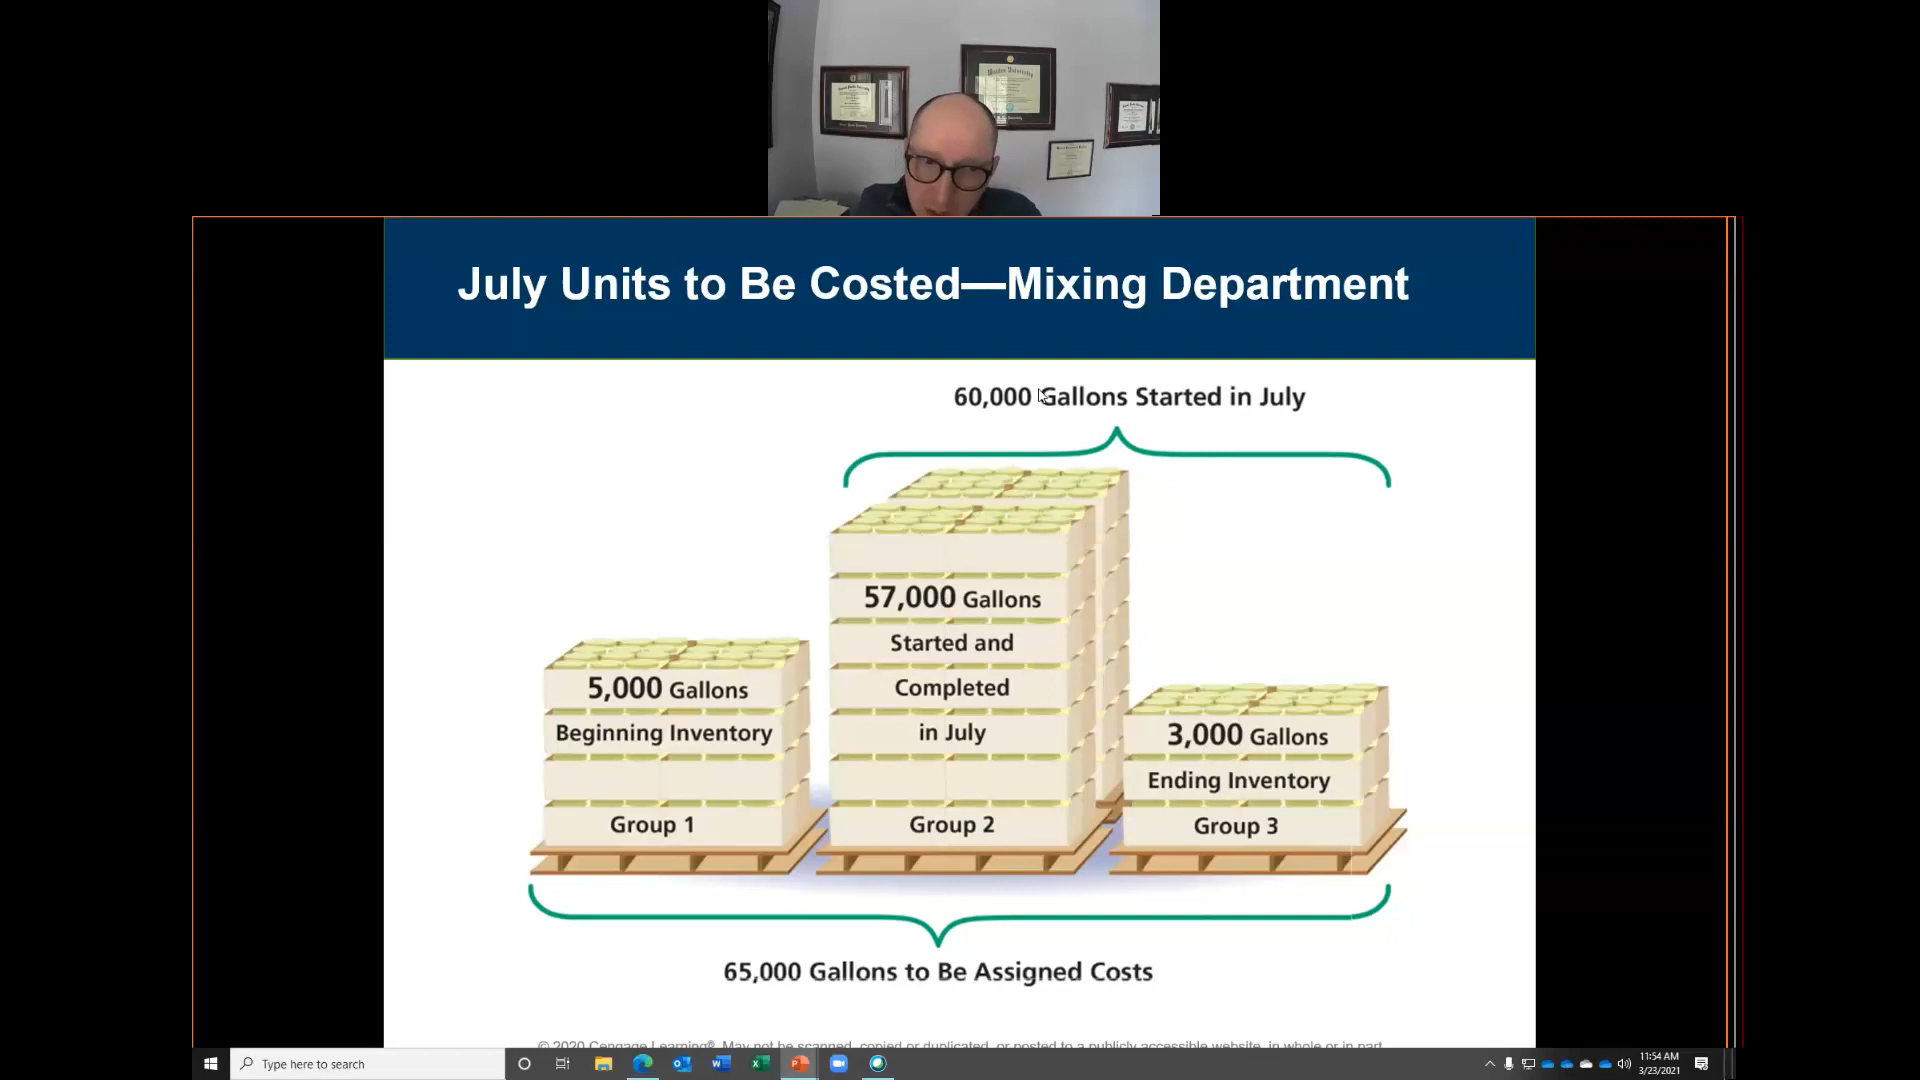 July Units to Be Costed—Mixing Department
60,000 Gallons Started in July
57,000 Gallons
Started and
Completed
in July
Group 2
5,000 Gallons
Beginning Inventory
Group 1
3,000 Gallons
Ending Inventory
Group 3
65,000 Gallons to Be Assigned Costs
© 2020 Cengage Learning®. May not be scanned, copied or duplicated, or posted to a publicly accessible website, in whole or in part.
Type here to search
11:54 AM
3/23/2021